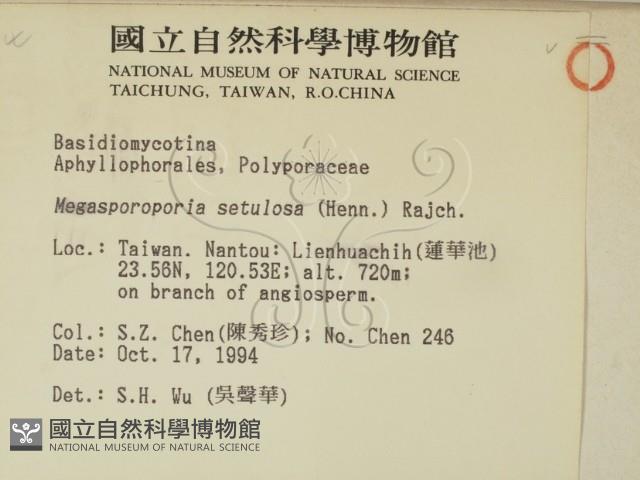 國立自然科學博物館
NATIONAL MUSEUM OF NATURAL SCIENCE
TAICHUNG, TAIWAN, R.O.CHINA
Basidiomycotina
Aphyllophorales, Polyporaceae
Megasporoporia setulosa (Henn.) Rajch.
Loc.: Taiwan. Nantou: Lienhuachih(蓮華池)
23.56N, 120.53E; alt. 720m;
on branch of angiosperm.
Col.: S.Z. Chen(陳秀珍); No. Chen 246
Date: Oct. 17, 1994
Det.: S.H. Wu (吳聲華)
國立自然科學博物館
NATIONAL MUSEUM OF NATURAL SCIENCE